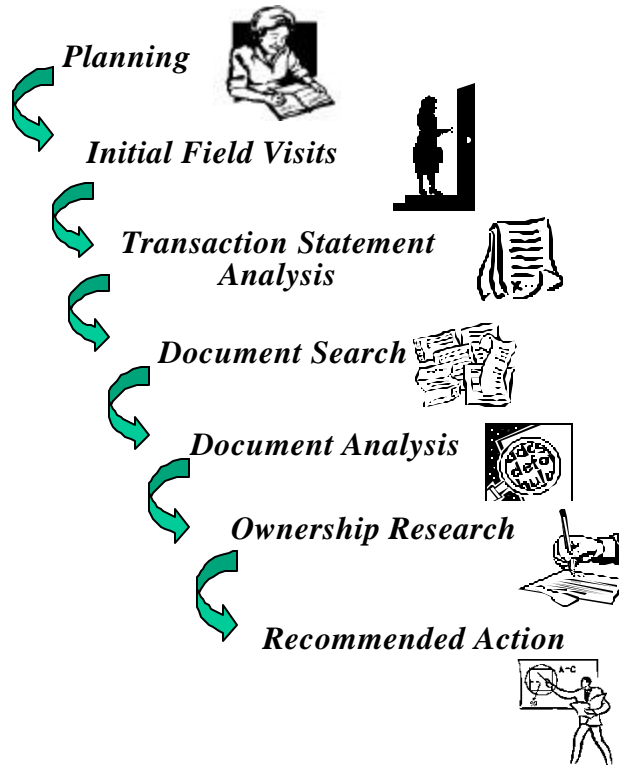 Planning
Initial Field Visits
Transaction Statement
Analysis
Document Search
Document Analysis
Ownership Research
Recommended Action
A-C